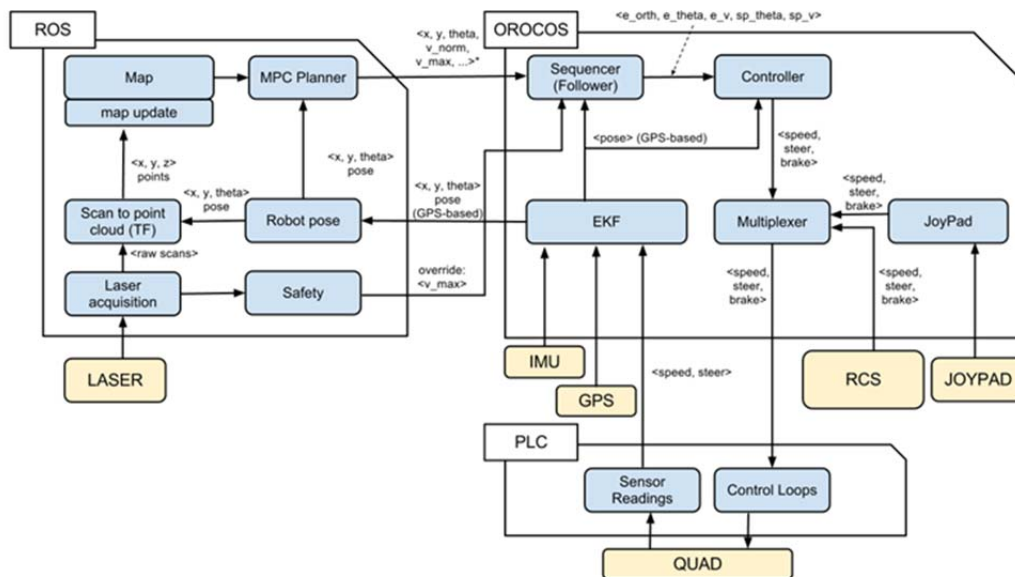 ROS
<x, y, theta,
v_norm,
v_max, ...>*
OROCOS
<e_orth, e_theta, e_v, sp_theta, sp_v>
Map
map update
MPC Planner
Sequencer
(Follower)
Controller
<x, y, z>
points
<x, y, theta>
pose
<pose> (GPS-based)
<speed,
steer,
brake>
<x, y, theta>
pose
<x, y, theta>
pose
(GPS-based)
<speed,
steer,
brake>
Scan to point
cloud (TF)
Robot pose
EKF
Multiplexer
JoyPad
<raw scans>
override:
<v_max>
<speed,
steer,
brake>
<speed,
steer,
brake>
Laser
acquisition
Safety
LASER
IMU
GPS
<speed, steer>
RCS
JOYPAD
PLC
Sensor
Readings
Control Loops
QUAD